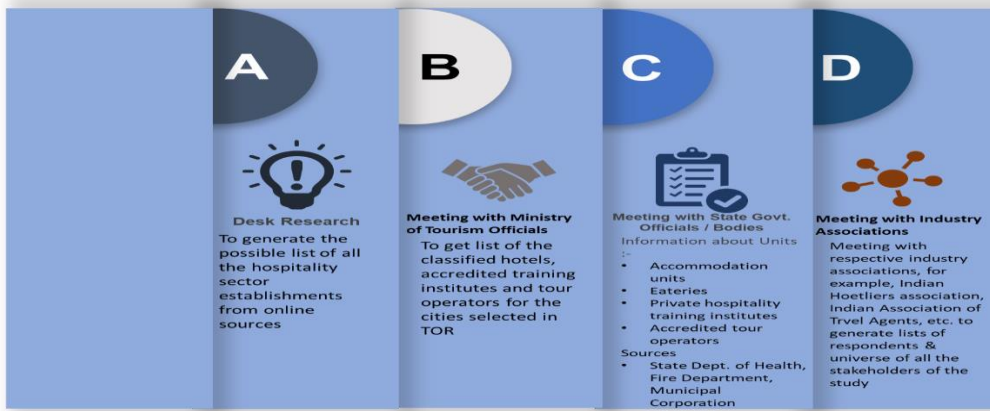 A
Desk Research
To generate the
possible list of all
the hospitality
sector
establishments
from online
sources
B
Meeting with Ministry
of Tourism Officials
To get list of the
classified hotels,
accredited training
institutes and tour
operators for the
cities selected in
TOR
C
Meeting with State Govt.
Officials / Bodies
Information about Units
:-
• Accommodation
units
• Eateries
• Private hospitality
training institutes
• Accredited tour
operators
Sources
• State Dept. of Health,
Fire Department,
Municipal
Corporation
D
Meeting with Industry
Associations
Meeting with
respective industry
associations, for
example, Indian
Hoetliers association,
Indian Association of
Trvel Agents, etc. to
generate lists of
respondents &
universe of all the
stakeholders of the
study